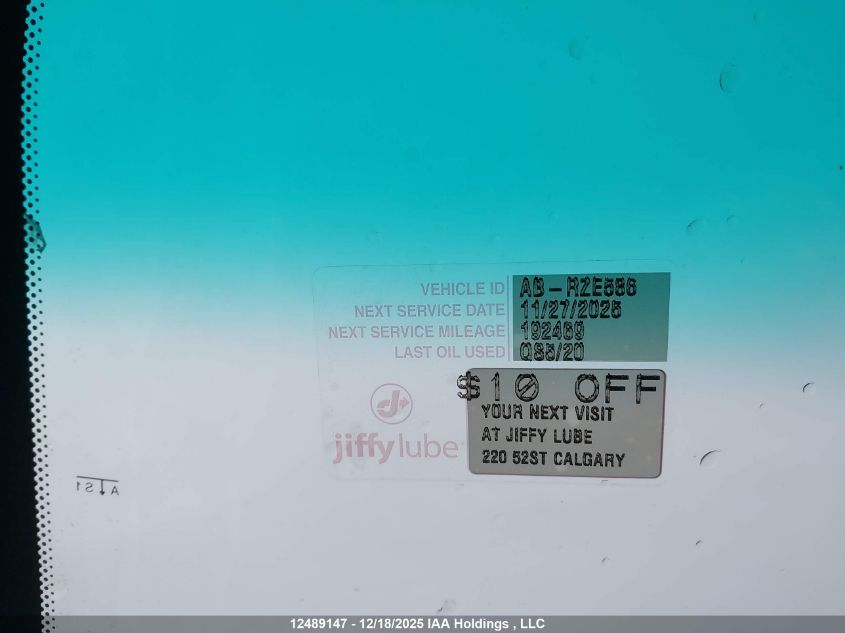 VEHICLE ID AB-RZE586
NEXT SERVICE DATE 11/27/2025
NEXT SERVICE MILEAGE 192469
LAST OIL USED QS5/20
$10 OFF
YOUR NEXT VISIT
AT JIFFY LUBE
220 52ST CALGARY
jiffy lube
AS1
12489147 - 12/18/2025 IAA Holdings , LLC